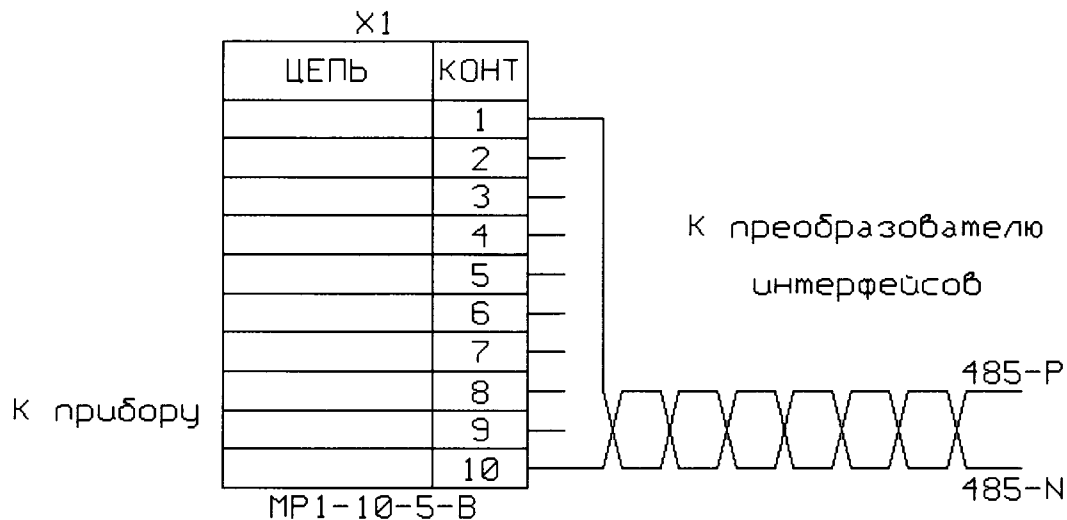 X1
ЦЕПЬ КОНТ
1
2
3
4
5
6
7
8
9
10
МР1-10-5-В
К прибору
К преобразователю
интерфейсов
485-P
485-N